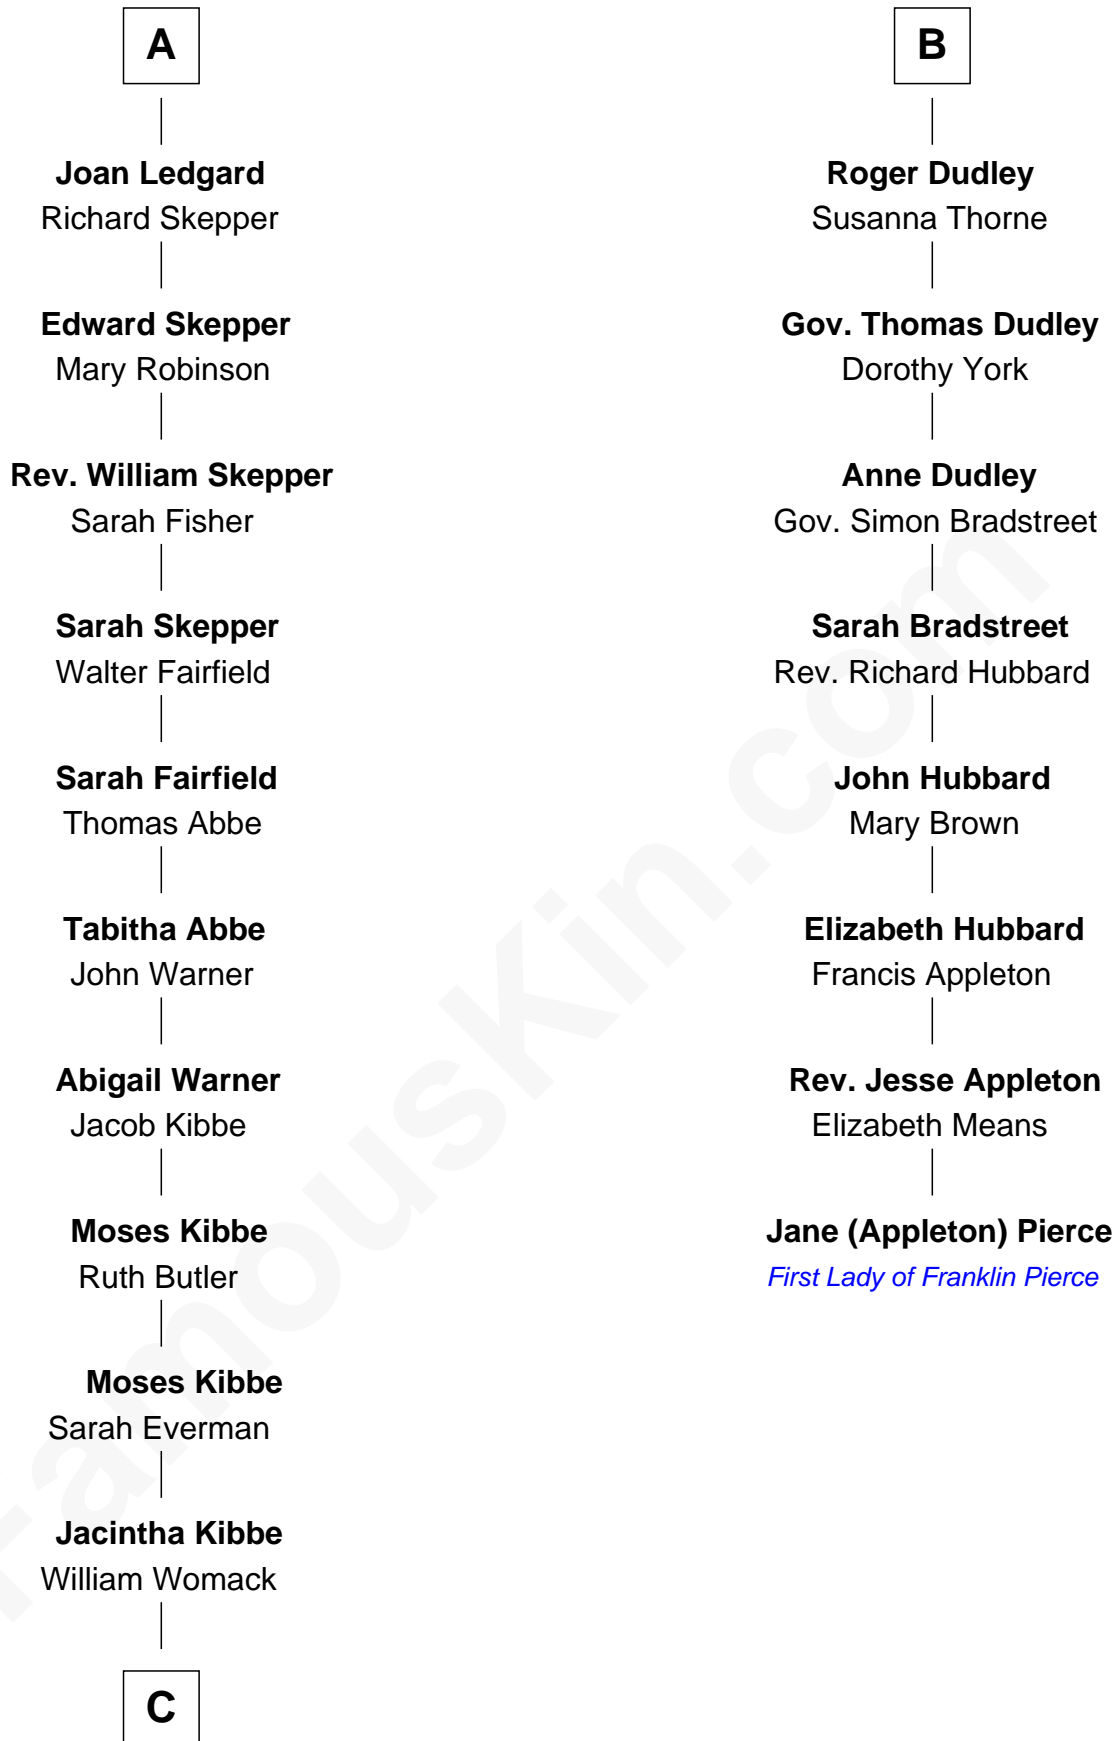 A
Joan Ledgard
Richard Skepper
Edward Skepper
Mary Robinson
Rev. William Skepper
Sarah Fisher
Sarah Skepper
Walter Fairfield
Sarah Fairfield
Thomas Abbe
Tabitha Abbe
John Warner
Abigail Warner
Jacob Kibbe
Moses Kibbe
Ruth Butler
Moses Kibbe
Sarah Everman
Jacintha Kibbe
William Womack
C
B
Roger Dudley
Susanna Thorne
Gov. Thomas Dudley
Dorothy York
Anne Dudley
Gov. Simon Bradstreet
Sarah Bradstreet
Rev. Richard Hubbard
John Hubbard
Mary Brown
Elizabeth Hubbard
Francis Appleton
Rev. Jesse Appleton
Elizabeth Means
Jane (Appleton) Pierce
First Lady of Franklin Pierce
FamousKin.com